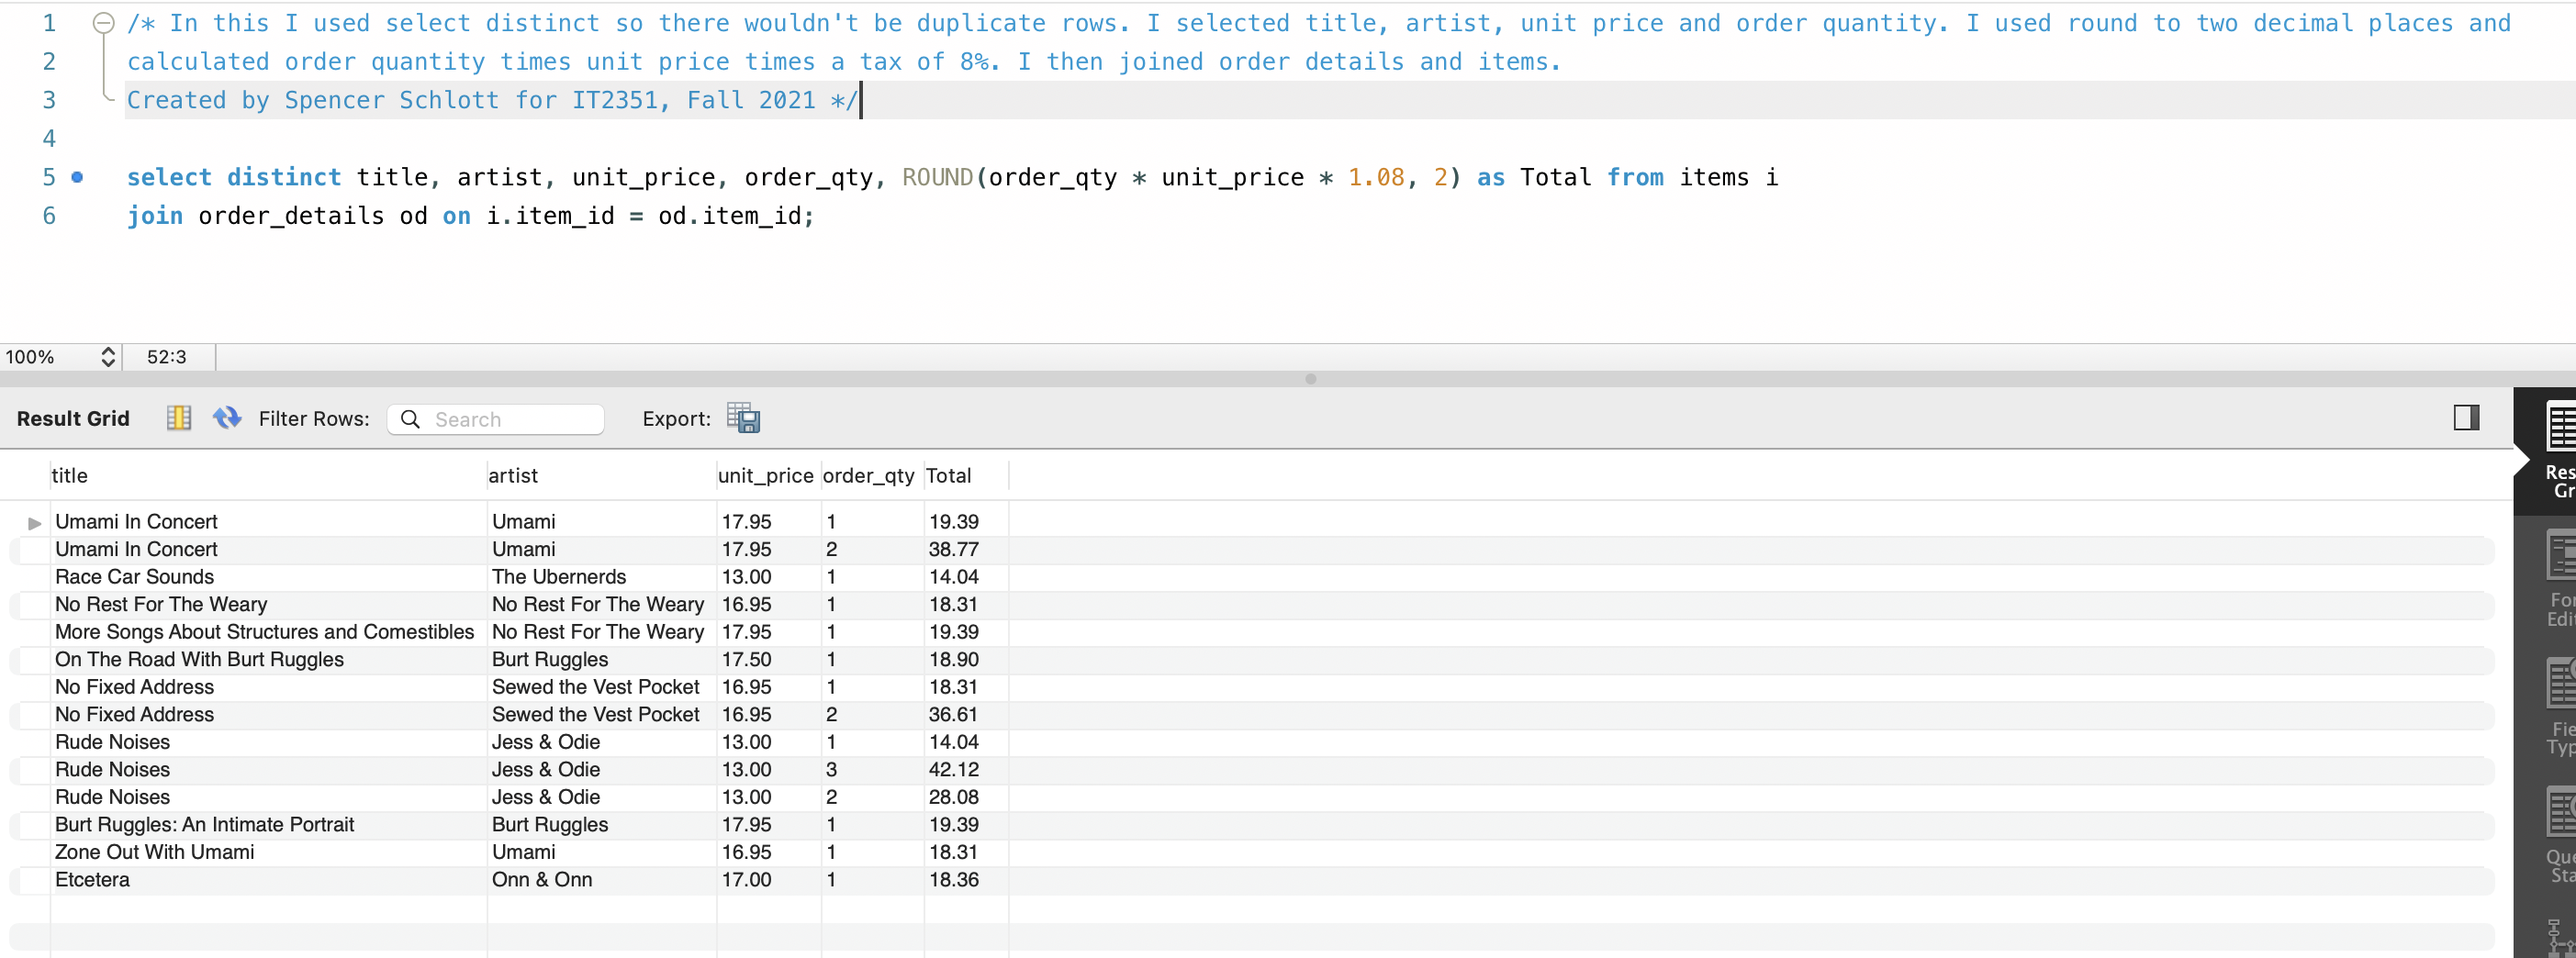 1 /* In this I used select distinct so there wouldn't be duplicate rows. I selected title, artist, unit price and order quantity. I used round to two decimal places and
2 calculated order quantity times unit price times a tax of 8%. I then joined order details and items.
3 Created by Spencer Schlott for IT2351, Fall 2021 */
4
5 select distinct title, artist, unit_price, order_qty, ROUND(order_qty * unit_price * 1.08, 2) as Total from items i
6 join order_details od on i.item_id = od.item_id;
100% 52:3
Result Grid Filter Rows: Search Export:
title artist unit_price order_qty Total
Umami In Concert Umami 17.95 1 19.39
Umami In Concert Umami 17.95 2 38.77
Race Car Sounds The Ubernerds 13.00 1 14.04
No Rest For The Weary No Rest For The Weary 16.95 1 18.31
More Songs About Structures and Comestibles No Rest For The Weary 17.95 1 19.39
On The Road With Burt Ruggles Burt Ruggles 17.50 1 18.90
No Fixed Address Sewed the Vest Pocket 16.95 1 18.31
No Fixed Address Sewed the Vest Pocket 16.95 2 36.61
Rude Noises Jess & Odie 13.00 1 14.04
Rude Noises Jess & Odie 13.00 3 42.12
Rude Noises Jess & Odie 13.00 2 28.08
Burt Ruggles: An Intimate Portrait Burt Ruggles 17.95 1 19.39
Zone Out With Umami Umami 16.95 1 18.31
Etcetera Onn & Onn 17.00 1 18.36
Res
Gr
For
Edi
Fie
Typ
Que
Sta